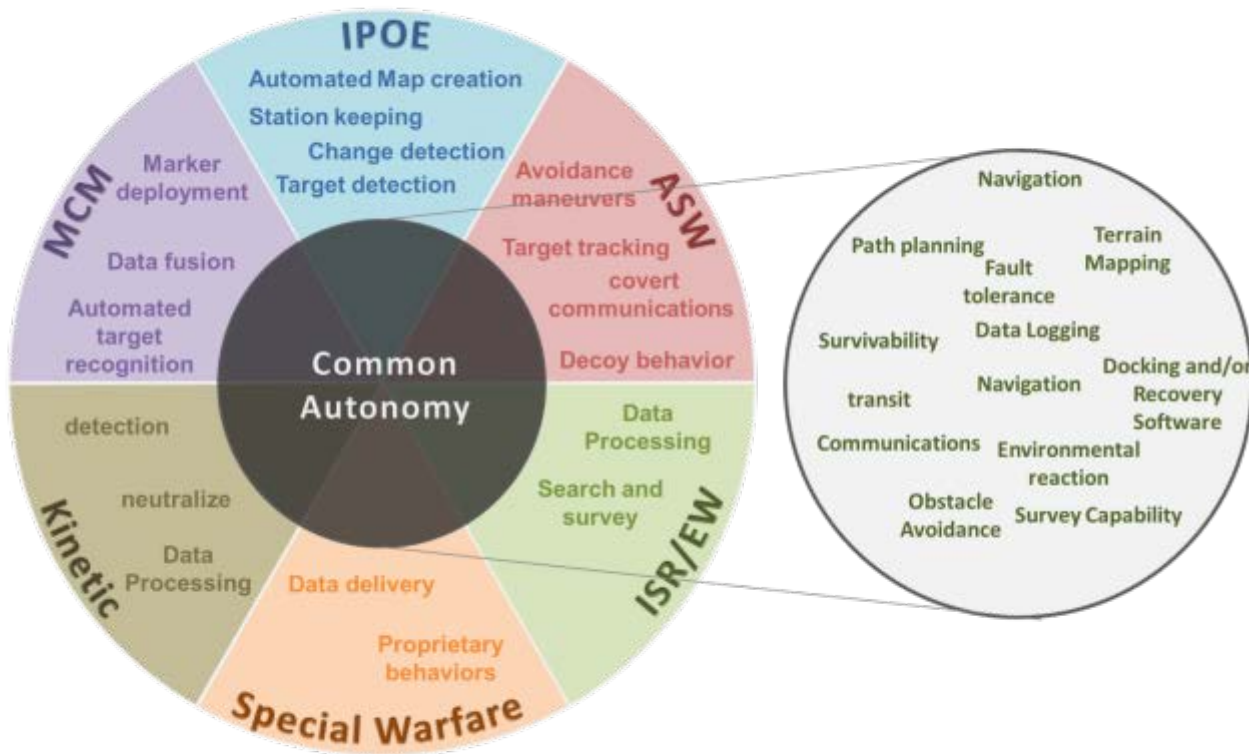 IPOE
Automated Map creation
Station keeping
Change detection
Target detection
MCM
Marker
deployment
Data fusion
Automated
target
recognition
ASW
Avoidance
maneuvers
Target tracking
covert
communications
Decoy behavior
Common
Autonomy
Kinetic
detection
neutralize
Data
Processing
Special Warfare
Data delivery
Proprietary
behaviors
ISR/EW
Data
Processing
Search and
survey
Navigation
Path planning
Terrain
Mapping
Fault
tolerance
Survivability
Data Logging
transit
Navigation
Docking and/or
Recovery
Software
Communications
Environmental
reaction
Obstacle
Avoidance
Survey Capability